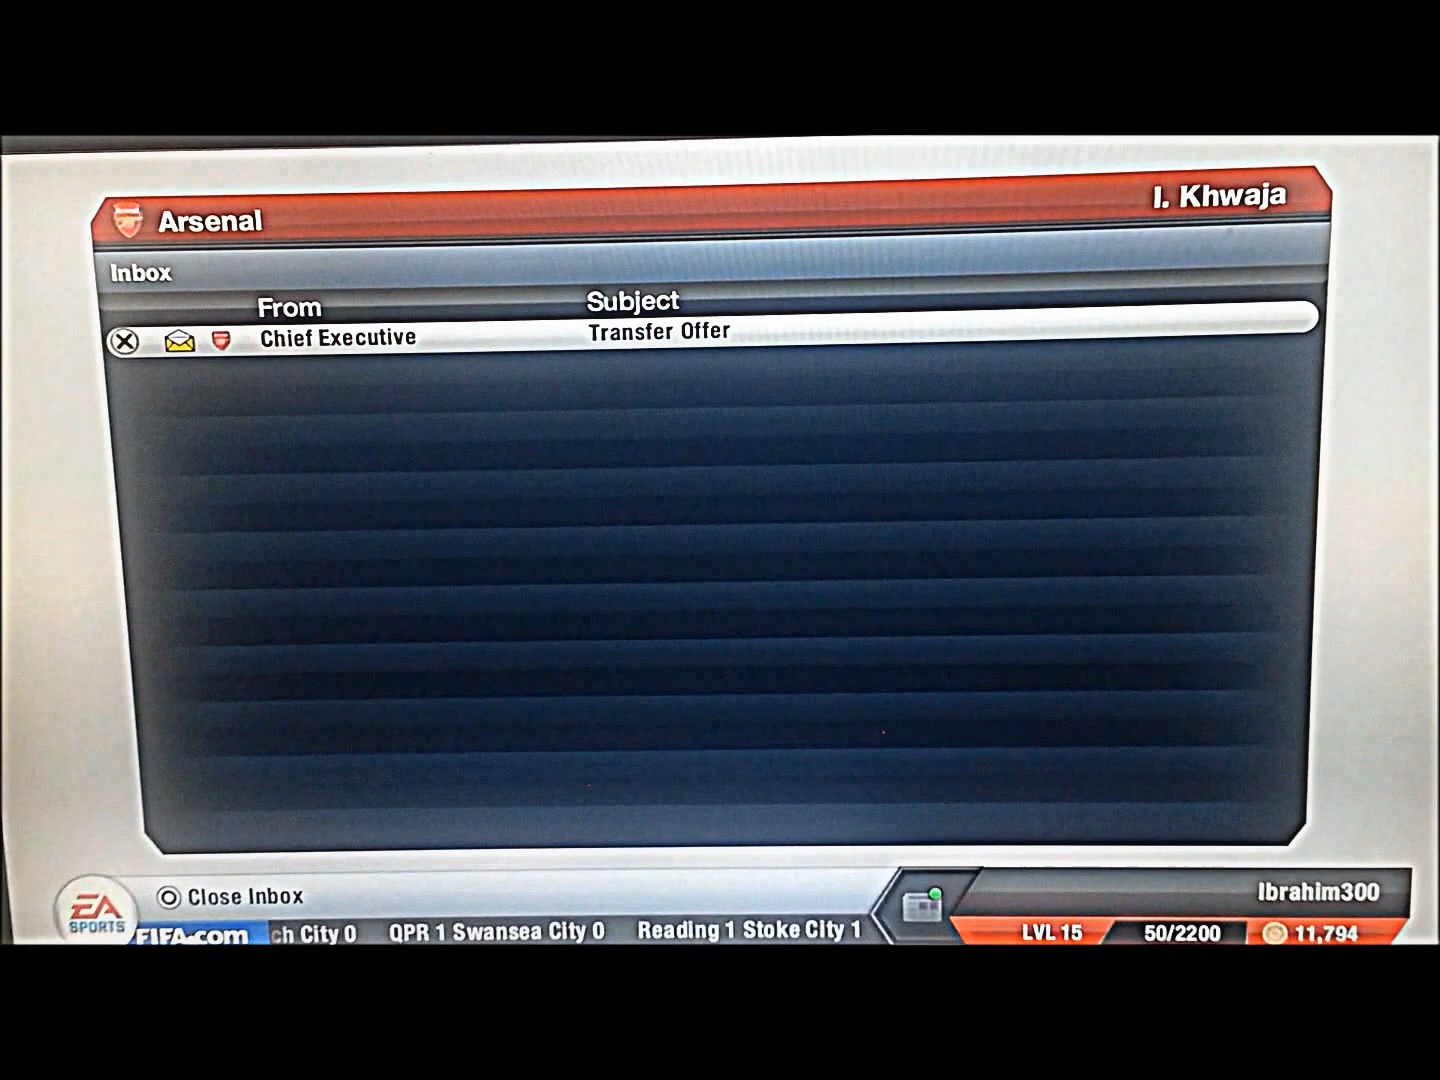 Arsenal
I. Khwaja
Inbox
From Subject
Chief Executive Transfer Offer
Close Inbox
Ibrahim300
EA
SPORTS
FIFA.com ch City 0 QPR 1 Swansea City 0 Reading 1 Stoke City 1
LVL 15 50/2200 11,794